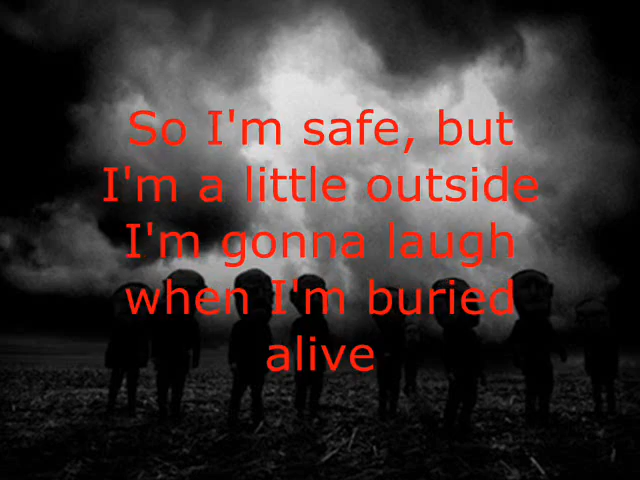 So I'm safe, but
I'm a little outside
I'm gonna laugh
when I'm buried
alive